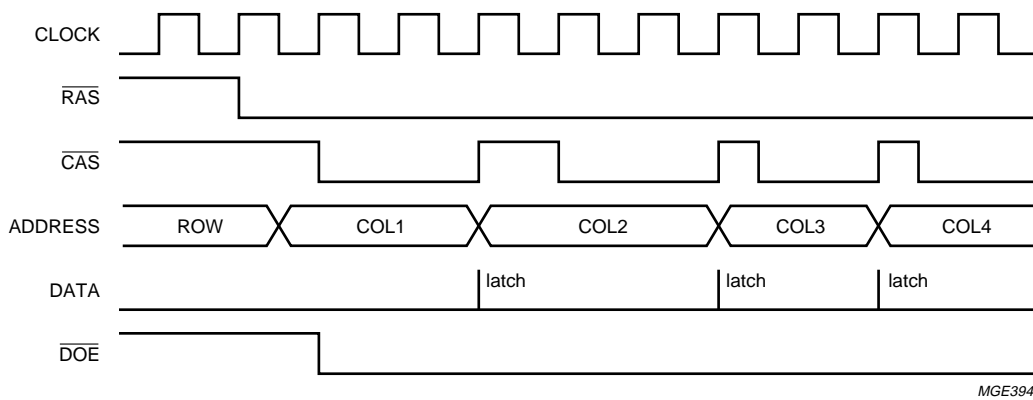 CLOCK
RAS
CAS
ADDRESS ROW COL1 COL2 COL3 COL4
DATA latch latch latch
DOE
MGE394